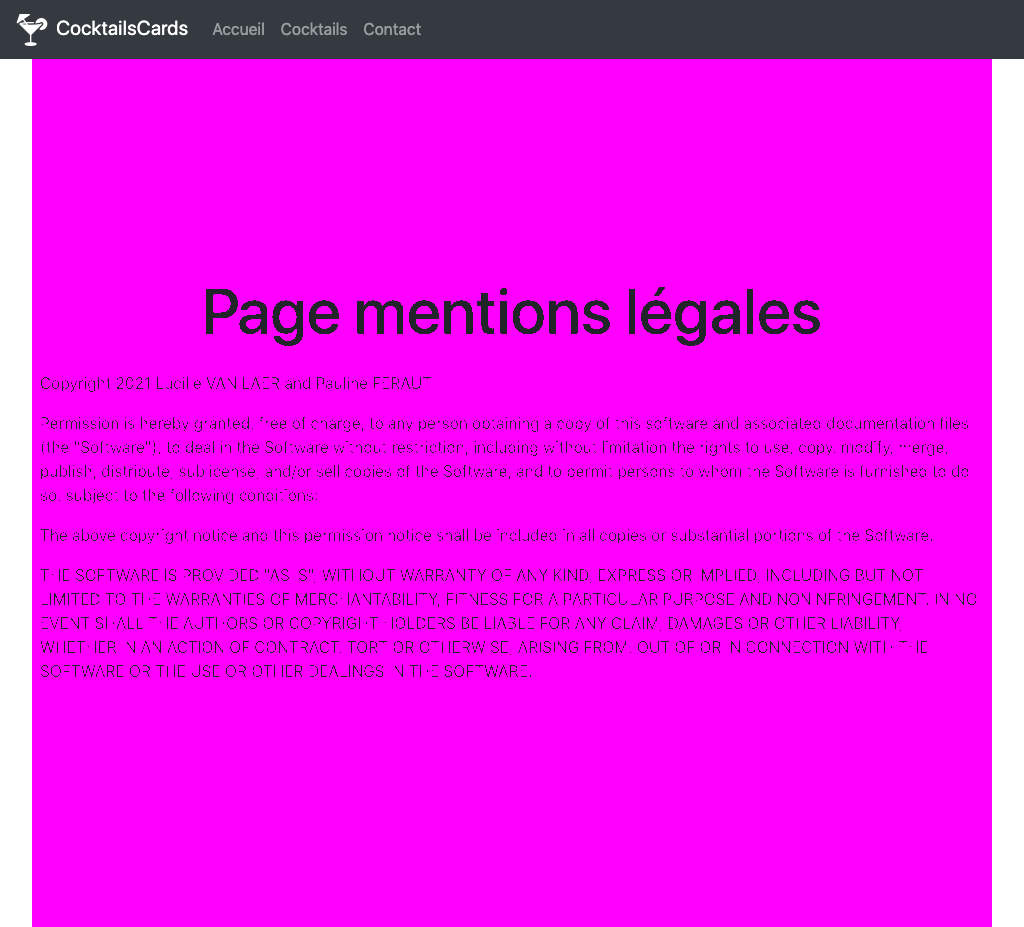 CocktailsCards Accueil Cocktails Contact
Page mentions légales
Copyright 2021 Lucille VAN LAER and Pauline FERAUT
Permission is hereby granted, free of charge, to any person obtaining a copy of this software and associated documentation files
(the "Software"), to deal in the Software without restriction, including without limitation the rights to use, copy, modify, merge,
publish, distribute, sublicense, and/or sell copies of the Software, and to permit persons to whom the Software is furnished to do
so, subject to the following conditions:
The above copyright notice and this permission notice shall be included in all copies or substantial portions of the Software.
THE SOFTWARE IS PROVIDED "AS IS", WITHOUT WARRANTY OF ANY KIND, EXPRESS OR IMPLIED, INCLUDING BUT NOT
LIMITED TO THE WARRANTIES OF MERCHANTABILITY, FITNESS FOR A PARTICULAR PURPOSE AND NONINFRINGEMENT. IN NO
EVENT SHALL THE AUTHORS OR COPYRIGHT HOLDERS BE LIABLE FOR ANY CLAIM, DAMAGES OR OTHER LIABILITY,
WHETHER IN AN ACTION OF CONTRACT, TORT OR OTHERWISE, ARISING FROM, OUT OF OR IN CONNECTION WITH THE
SOFTWARE OR THE USE OR OTHER DEALINGS IN THE SOFTWARE.